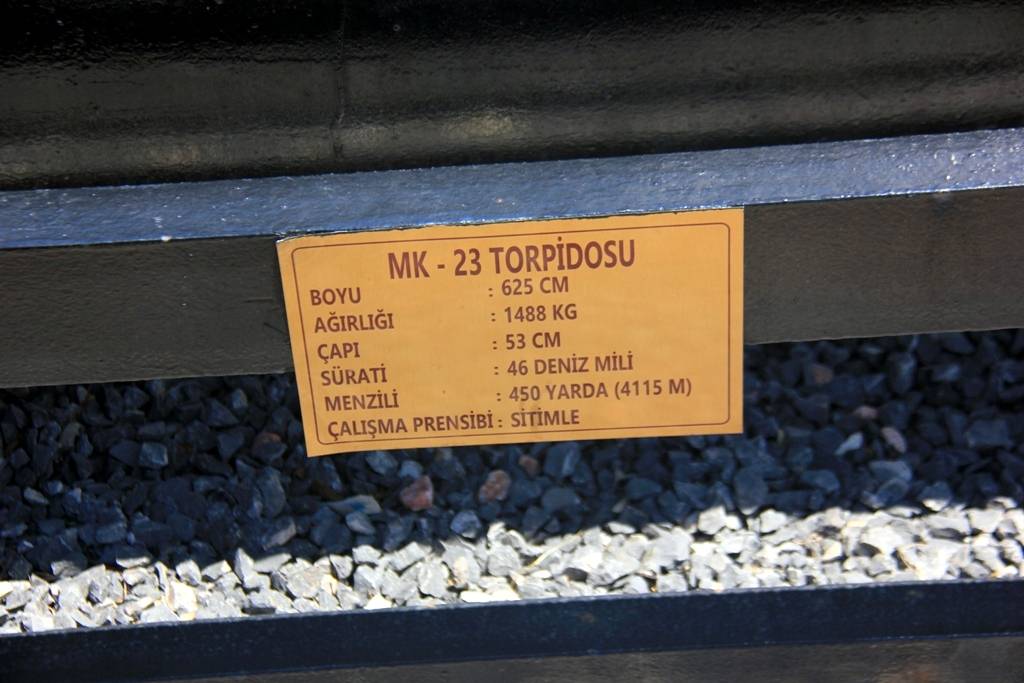 MK - 23 TORPİDOSU
BOYU : 625 CM
AĞIRLIĞI : 1488 KG
ÇAPI : 53 CM
SÜRATİ : 46 DENİZ MİLİ
MENZİLİ : 450 YARDA (4115 M)
ÇALIŞMA PRENSİBİ : SİTİMLE